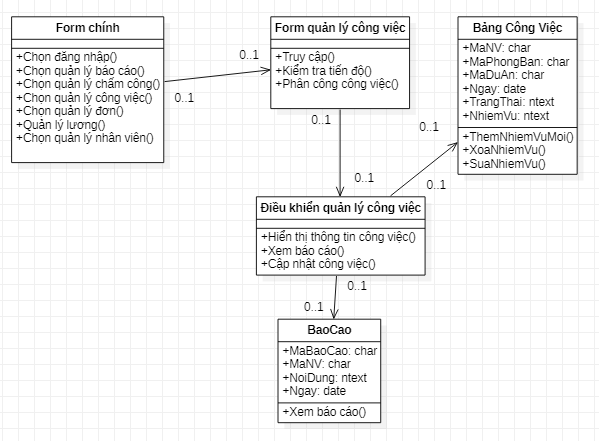 Form chính
+Chọn đăng nhập()
+Chọn quản lý báo cáo()
+Chọn quản lý chấm công()
+Chọn quản lý công việc()
+Chọn quản lý đơn()
+Quản lý lương()
+Chọn quản lý nhân viên()
0..1
0..1
Form quản lý công việc
+Truy cập()
+Kiểm tra tiến độ()
+Phân công công việc()
0..1
0..1
Bảng Công Việc
+MaNV: char
+MaPhongBan: char
+MaDuAn: char
+Ngay: date
+TrangThai: ntext
+NhiemVu: ntext
+ThemNhiemVuMoi()
+XoaNhiemVu()
+SuaNhiemVu()
0..1
0..1
Điều khiển quản lý công việc
+Hiển thị thông tin công việc()
+Xem báo cáo()
+Cập nhật công việc()
0..1
0..1
BaoCao
+MaBaoCao: char
+MaNV: char
+NoiDung: ntext
+Ngay: date
+Xem báo cáo()